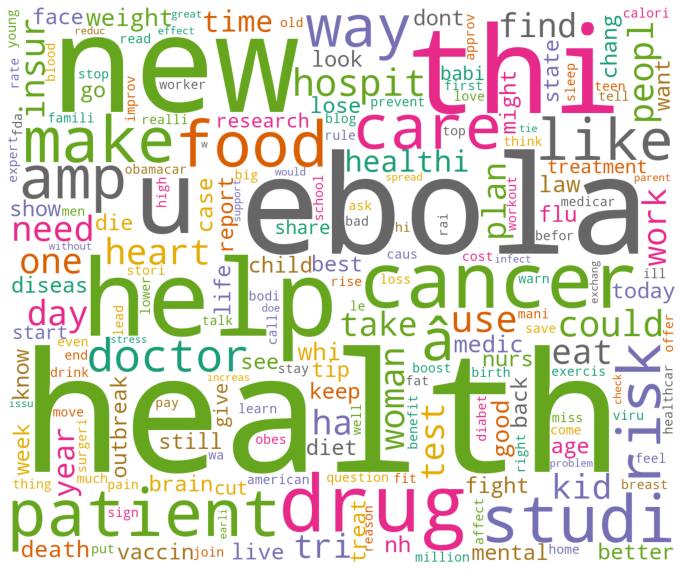 great
calori
reduc
effect
old
young
face
weight
time
way
dont
find
approv
rate
blood
read
stop
go
worker
look
chang
state
peopl
insur
new
thi
hospit
babi
first
love
might
sleep
teen
tell
want
improv
lose
prevent
famili
realli
research
blog
fda
expert
make
food
care
rule
top
tie
think
like
w
obamacar
healthi
treatment
parent
amp
u
high
big
would
support
school
spread
plan
workout
law
medicar
show
men
case
report
share
ask
bad
hi
rai
befor
flu
work
need
die
ebola
without
one
heart
stori
child
best
caus
cost
infect
exchang
ill
diseas
lower
life
bodi
rise
loss
warn
cancer
today
day
help
talk
call
doe
le
take
use
mani
save
could
offer
start
lead
stress
even
end
doctor
see
whi
stay
tip
â
medic
nurs
eat
know
drink
increas
boost
birth
exercis
risk
check
issu
move
pay
give
learn
keep
fat
woman
benefit
diabet
back
miss
viru
healthcar
health
week
year
surgeri
outbreak
still
obes
ha
well
diet
test
good
right
age
come
feel
thing
much
pain
brain
cut
wa
american
question
fit
treat
reason
fight
problem
kid
breast
patient
sign
earli
drug
studi
affect
nh
tri
death
put
vaccin
join
live
million
mental
home
better